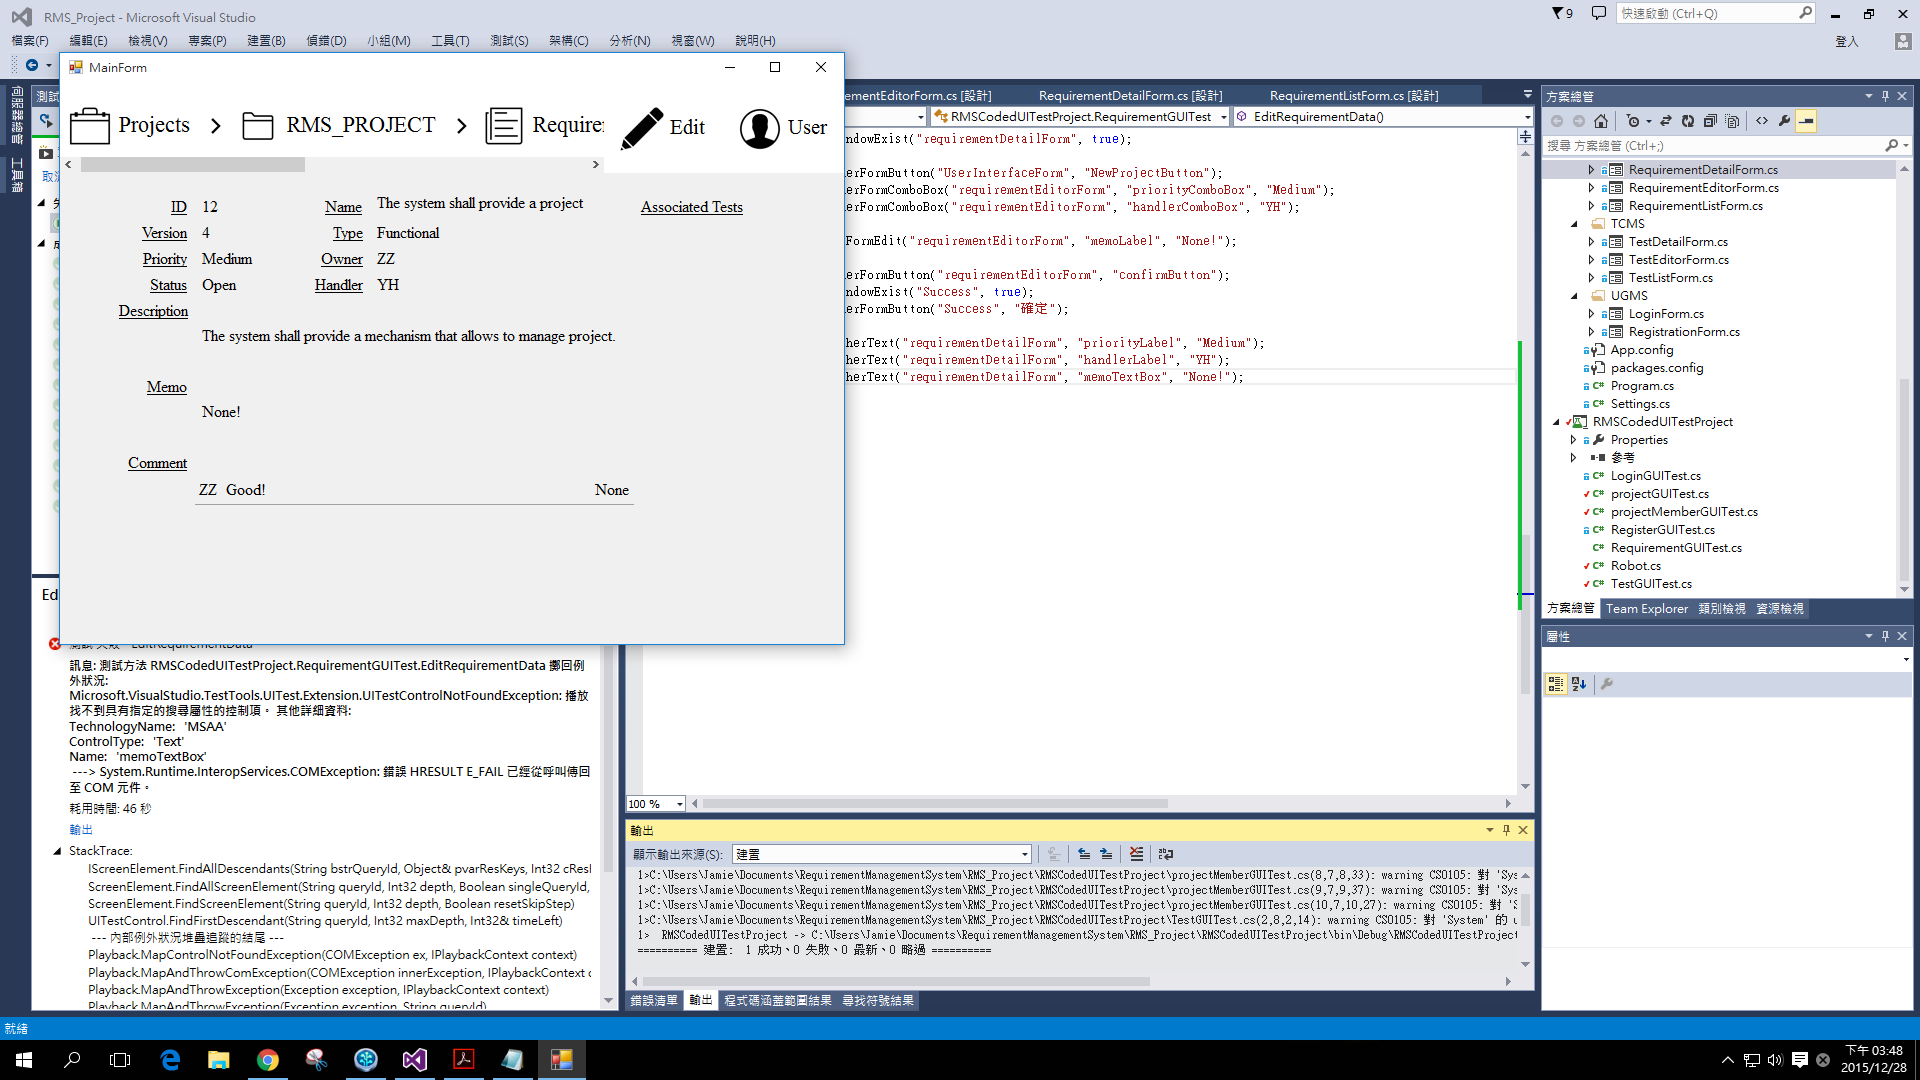 RMS_Project - Microsoft Visual Studio
9
快速啟動 (Ctrl+Q)
檔案(F) 編輯(E) 檢視(V) 專案(P) 建置(B) 偵錯(D) 小組(M) 工具(T) 測試(S) 架構(C) 分析(N) 視窗(W) 說明(H)
登入
伺服器總管
工具箱
MainForm
Projects
RMS_PROJECT
Edit
User
ID 12
Name The system shall provide a project
Associated Tests
Version 4
Type Functional
Priority Medium
Owner ZZ
Status Open
Handler YH
Description
The system shall provide a mechanism that allows to manage project.
Memo
None!
Comment
ZZ Good! None
ementEditorForm.cs [設計]
RequirementDetailForm.cs [設計]
RequirementListForm.cs [設計]
RMSCodedUITestProject.RequirementGUITest
EditRequirementData()
ndowExist("requirementDetailForm", true);
erFormButton("UserInterfaceForm", "NewProjectButton");
erFormComboBox("requirementEditorForm", "priorityComboBox", "Medium");
erFormComboBox("requirementEditorForm", "handlerComboBox", "YH");
FormEdit("requirementEditorForm", "memoLabel", "None!");
erFormButton("requirementEditorForm", "confirmButton");
ndowExist("Success", true);
erFormButton("Success", "確定");
herText("requirementDetailForm", "priorityLabel", "Medium");
herText("requirementDetailForm", "handlerLabel", "YH");
herText("requirementDetailForm", "memoTextBox", "None!");
100 %
訊息: 測試方法 RMSCodedUITestProject.RequirementGUITest.EditRequirementData 擲回例
外狀況:
Microsoft.VisualStudio.TestTools.UITest.Extension.UITestControlNotFoundException: 播放
找不到具有指定的搜尋屬性的控制項。 其他詳細資料:
TechnologyName: 'MSAA'
ControlType: 'Text'
Name: 'memoTextBox'
---> System.Runtime.InteropServices.COMException: 錯誤 HRESULT E_FAIL 已經從呼叫傳回
至 COM 元件。
耗用時間: 46 秒
輸出
StackTrace:
IScreenElement.FindAllDescendants(String bstrQueryId, Object& pvarResKeys, Int32 cResl
ScreenElement.FindAllScreenElement(String queryId, Int32 depth, Boolean singleQueryId,
ScreenElement.FindScreenElement(String queryId, Int32 depth, Boolean resetSkipStep)
UITestControl.FindFirstDescendant(String queryId, Int32 maxDepth, Int32& timeLeft)
--- 內部例外狀況堆疊追蹤的結尾 ---
Playback.MapControlNotFoundException(COMException ex, IPlaybackContext context)
Playback.MapAndThrowComException(COMException innerException, IPlaybackContext c
Playback.MapAndThrowException(Exception exception, IPlaybackContext context)
Playback.MapAndThrowException(Exception exception, String queryId)
輸出
顯示輸出來源(S): 建置
1>C:\Users\Jamie\Documents\RequirementManagementSystem\RMS_Project\RMSCodedUITestProject\projectMemberGUITest.cs(8,7,8,33): warning CS0105: 對 'Sys
1>C:\Users\Jamie\Documents\RequirementManagementSystem\RMS_Project\RMSCodedUITestProject\projectMemberGUITest.cs(9,7,9,37): warning CS0105: 對 'Sys
1>C:\Users\Jamie\Documents\RequirementManagementSystem\RMS_Project\RMSCodedUITestProject\projectMemberGUITest.cs(10,7,10,27): warning CS0105: 對 'S
1>C:\Users\Jamie\Documents\RequirementManagementSystem\RMS_Project\RMSCodedUITestProject\TestGUITest.cs(2,8,2,14): warning CS0105: 對 'System' 的 u
1> RMSCodedUITestProject -> C:\Users\Jamie\Documents\RequirementManagementSystem\RMS_Project\RMSCodedUITestProject\bin\Debug\RMSCodedUITestProject
========== 建置: 1 成功、0 失敗、0 最新、0 略過 ==========
錯誤清單 輸出 程式碼涵蓋範圍結果 尋找符號結果
方案總管
搜尋 方案總管 (Ctrl+;)
RequirementDetailForm.cs
RequirementEditorForm.cs
RequirementListForm.cs
TCMS
TestDetailForm.cs
TestEditorForm.cs
TestListForm.cs
UGMS
LoginForm.cs
RegistrationForm.cs
App.config
packages.config
Program.cs
Settings.cs
RMSCodedUITestProject
Properties
參考
LoginGUITest.cs
projectGUITest.cs
projectMemberGUITest.cs
RegisterGUITest.cs
RequirementGUITest.cs
Robot.cs
TestGUITest.cs
方案總管 Team Explorer 類別檢視 資源檢視
屬性
就緒
下午 03:48
2015/12/28